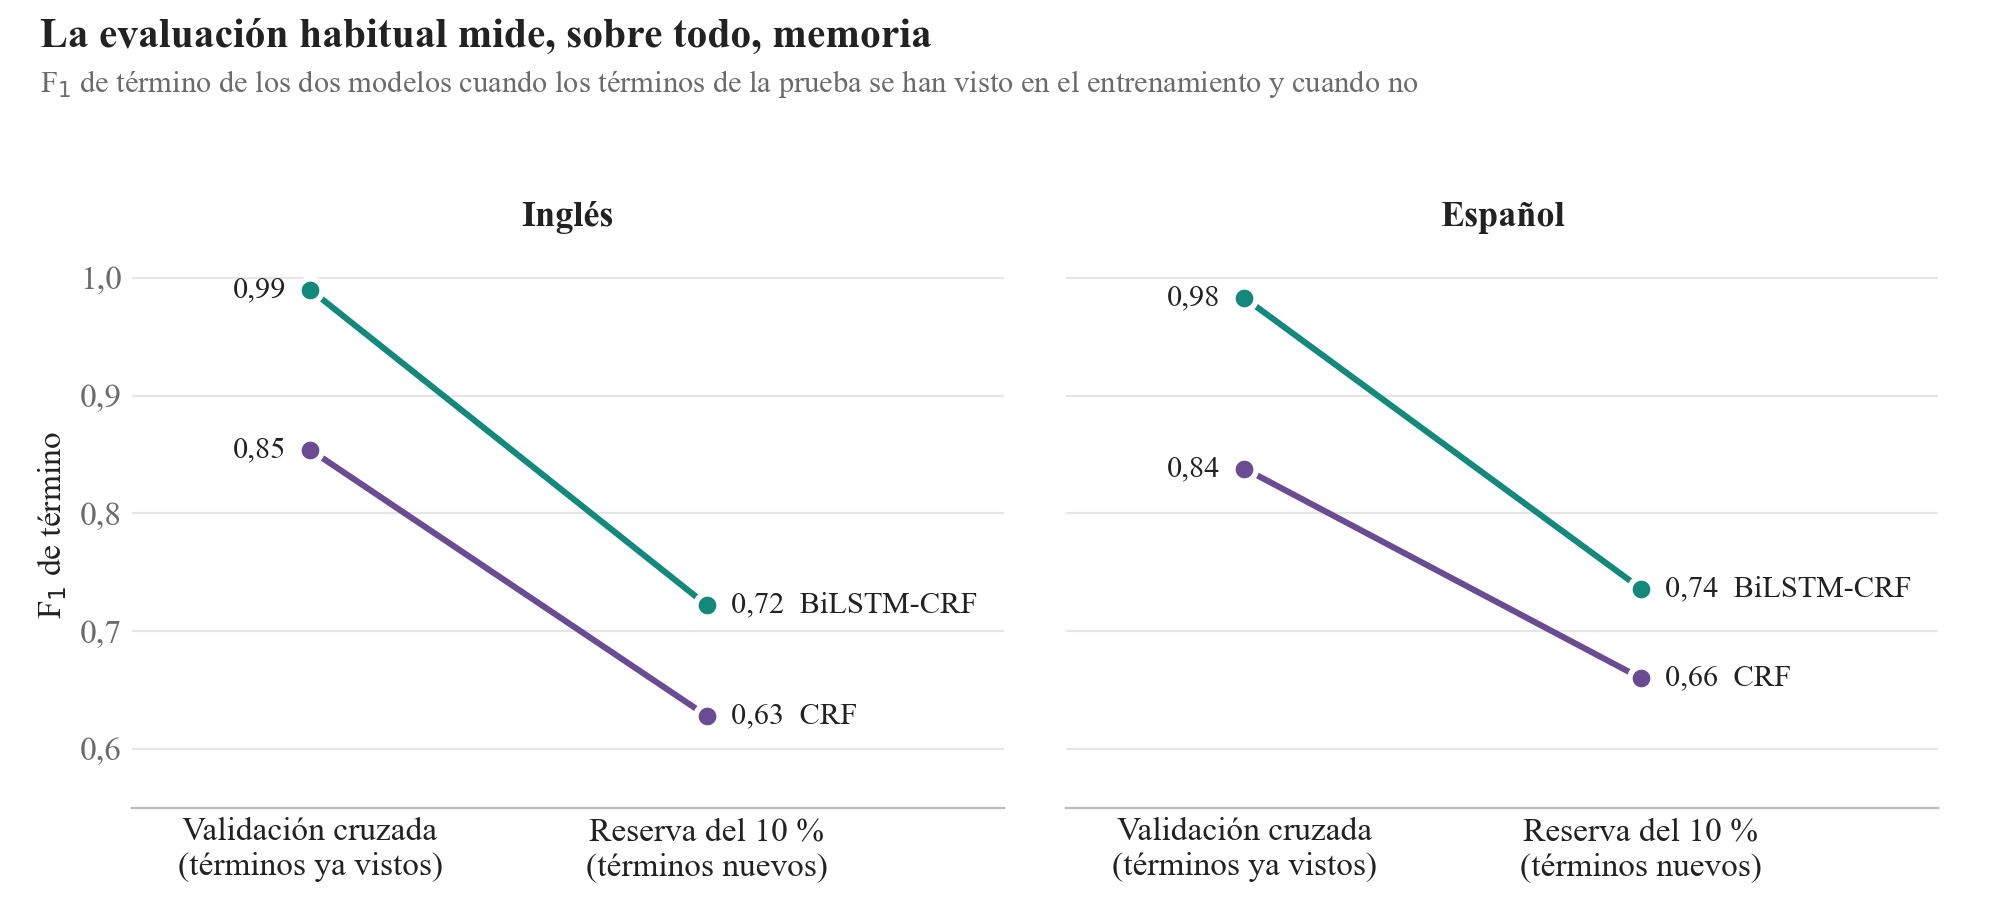 La evaluación habitual mide, sobre todo, memoria
F₁ de término de los dos modelos cuando los términos de la prueba se han visto en el entrenamiento y cuando no
Inglés
Español
F₁ de término
1,0
0,9
0,8
0,7
0,6
0,99
0,85
0,72 BiLSTM-CRF
0,63 CRF
0,98
0,84
0,74 BiLSTM-CRF
0,66 CRF
Validación cruzada
(términos ya vistos)
Reserva del 10 %
(términos nuevos)
Validación cruzada
(términos ya vistos)
Reserva del 10 %
(términos nuevos)